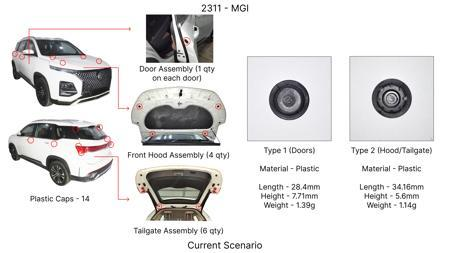 2311 - MGI
Door Assembly (1 qty
on each door)
Front Hood Assembly (4 qty)
Plastic Caps - 14
Tailgate Assembly (6 qty)
Type 1 (Doors)
Material - Plastic
Length - 28.4mm
Height - 7.71mm
Weight - 1.39g
Type 2 (Hood/Tailgate)
Material - Plastic
Length - 34.16mm
Height - 5.6mm
Weight - 1.14g
Current Scenario